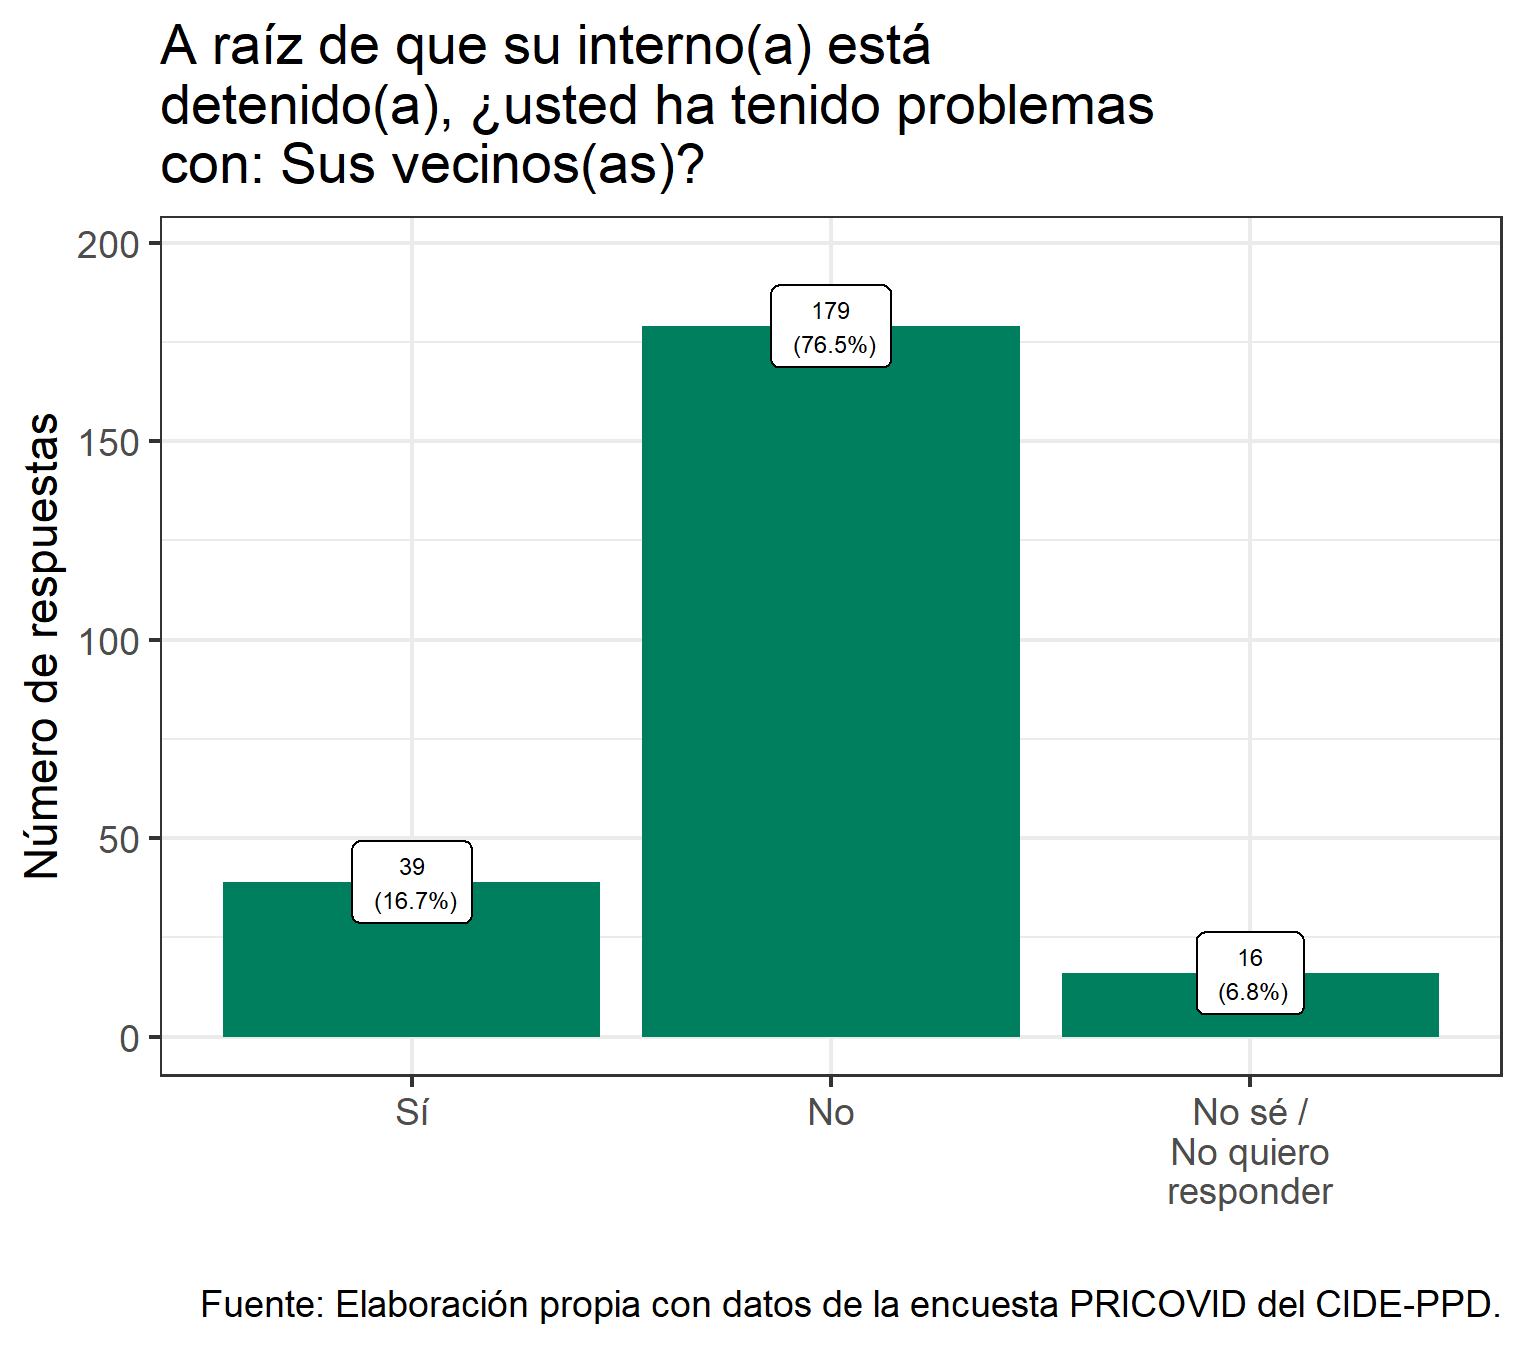 A raíz de que su interno(a) está
detenido(a), ¿usted ha tenido problemas
con: Sus vecinos(as)?
Número de respuestas
200
150
100
50
0
39
(16.7%)
179
(76.5%)
16
(6.8%)
Sí
No
No sé /
No quiero
responder
Fuente: Elaboración propia con datos de la encuesta PRICOVID del CIDE-PPD.